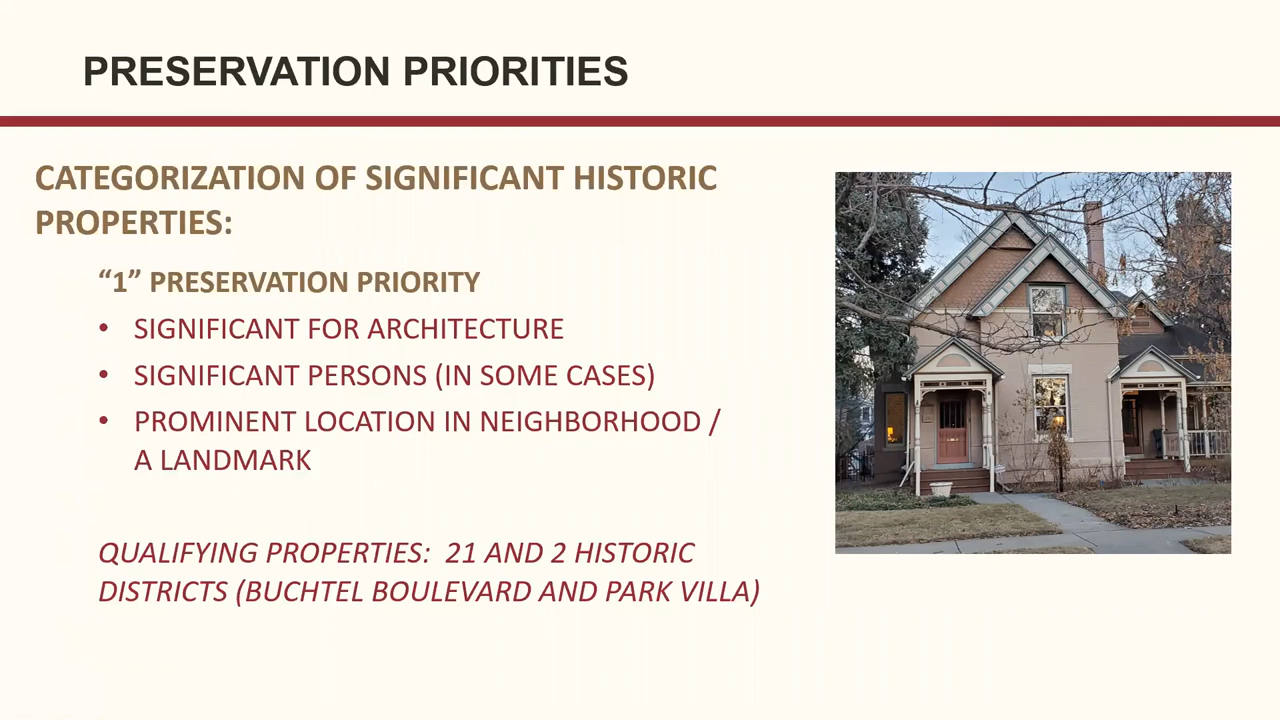 PRESERVATION PRIORITIES
CATEGORIZATION OF SIGNIFICANT HISTORIC
PROPERTIES:
“1” PRESERVATION PRIORITY
• SIGNIFICANT FOR ARCHITECTURE
• SIGNIFICANT PERSONS (IN SOME CASES)
• PROMINENT LOCATION IN NEIGHBORHOOD /
A LANDMARK
QUALIFYING PROPERTIES:  21 AND 2 HISTORIC
DISTRICTS (BUCHTEL BOULEVARD AND PARK VILLA)